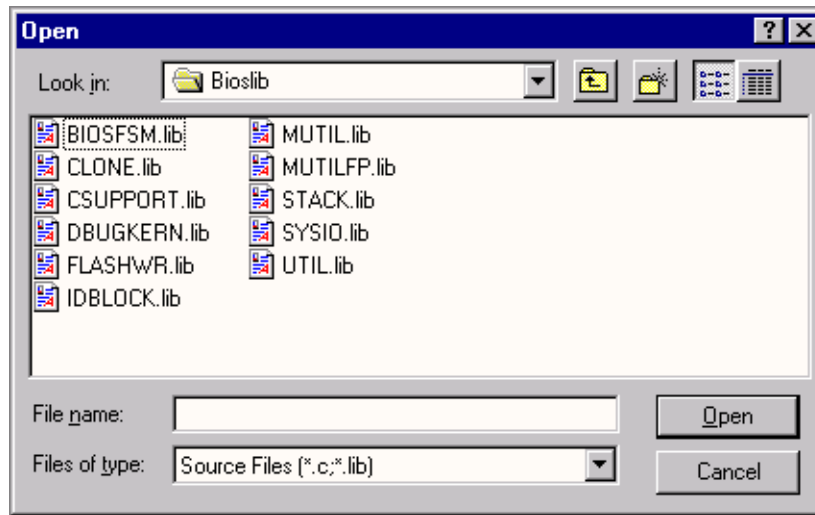 Open
Look in: Bioslib
BIOSFSM.lib MUTIL.lib
CLONE.lib MUTILFP.lib
CSUPPORT.lib STACK.lib
DBUGKERN.lib SYSIO.lib
FLASHWR.lib UTIL.lib
IDBLOCK.lib
File name: Open
Files of type: Source Files (*.c;*.lib) Cancel